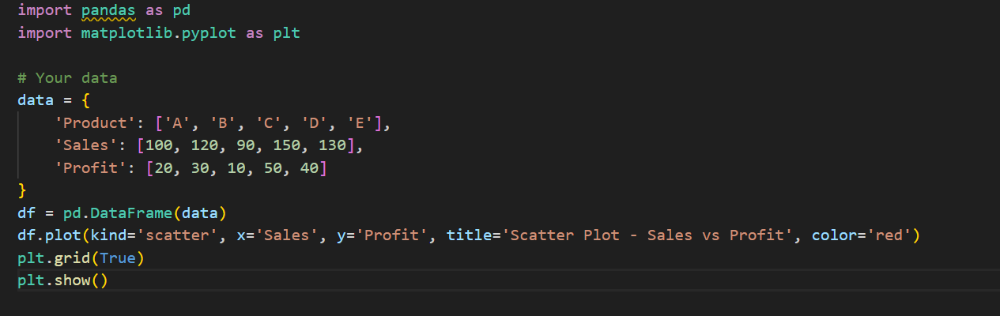 import pandas as pd
import matplotlib.pyplot as plt
# Your data
data = {
    'Product': ['A', 'B', 'C', 'D', 'E'],
    'Sales': [100, 120, 90, 150, 130],
    'Profit': [20, 30, 10, 50, 40]
}
df = pd.DataFrame(data)
df.plot(kind='scatter', x='Sales', y='Profit', title='Scatter Plot - Sales vs Profit', color='red')
plt.grid(True)
plt.show()